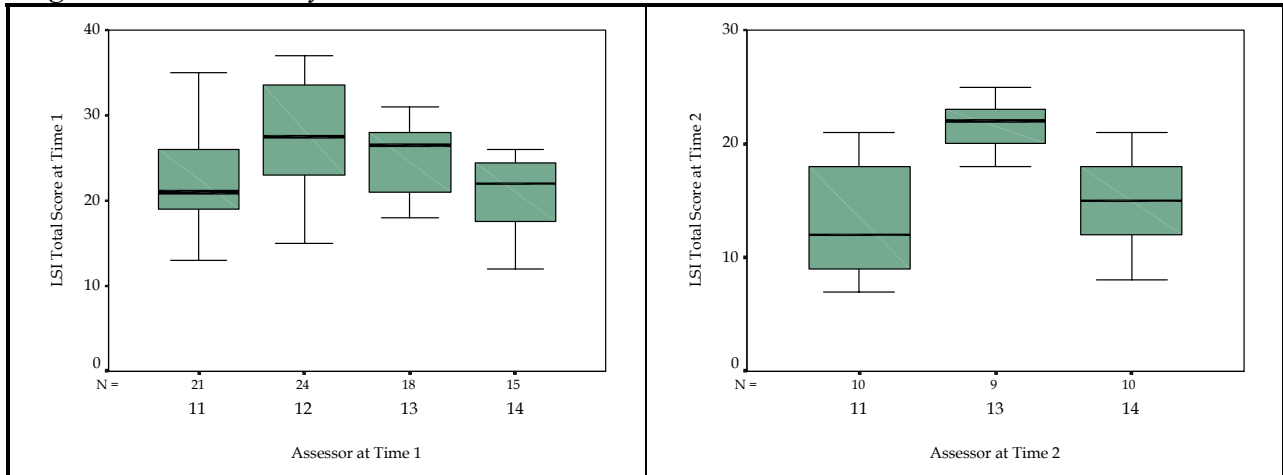 40
30
20
10
0
LSI Total Score at Time 1
N = 21 24 18 15
11 12 13 14
Assessor at Time 1
30
20
10
0
LSI Total Score at Time 2
N = 10 9 10
11 13 14
Assessor at Time 2